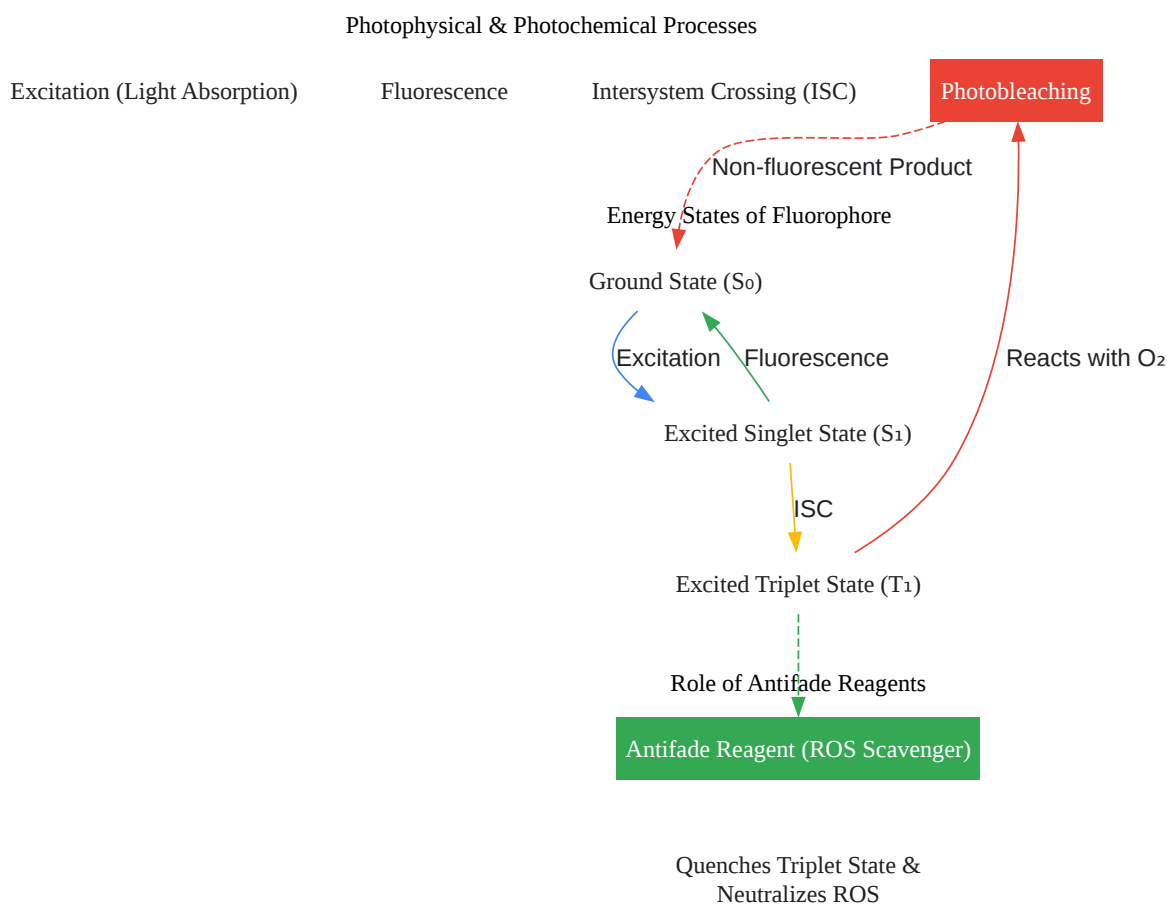 Photophysical & Photochemical Processes
Excitation (Light Absorption)
Fluorescence
Intersystem Crossing (ISC)
Photobleaching
Non-fluorescent Product
Energy States of Fluorophore
Ground State (S₀)
Excitation
Fluorescence
Reacts with O₂
Excited Singlet State (S₁)
ISC
Excited Triplet State (T₁)
Role of Antifade Reagents
Antifade Reagent (ROS Scavenger)
Quenches Triplet State &
Neutralizes ROS